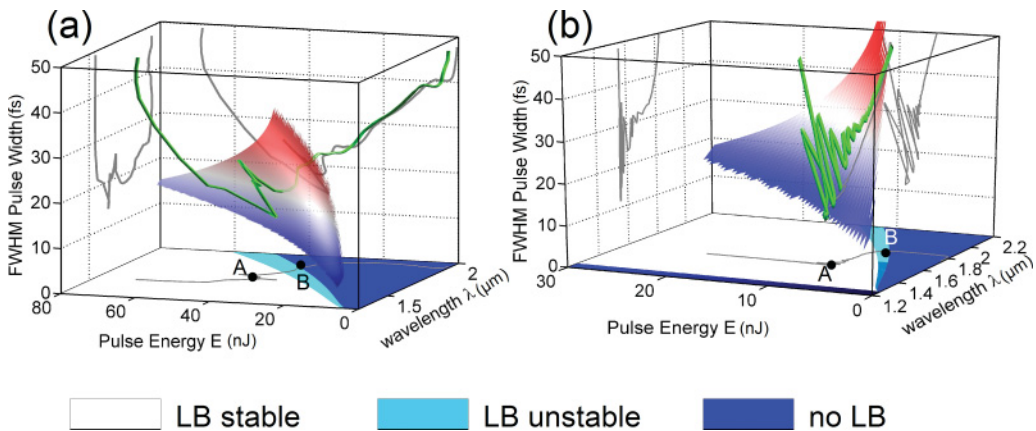 (a)
FWHM Pulse Width (fs)
50
40
30
20
10
0
80
60
40
20
0
Pulse Energy E (nJ)
1.5
2
wavelength λ (μm)
A
B
(b)
FWHM Pulse Width (fs)
50
40
30
20
10
0
30
20
10
0
Pulse Energy E (nJ)
1.2
1.4
1.6
1.8
2
2.2
wavelength λ (μm)
A
B
LB stable
LB unstable
no LB